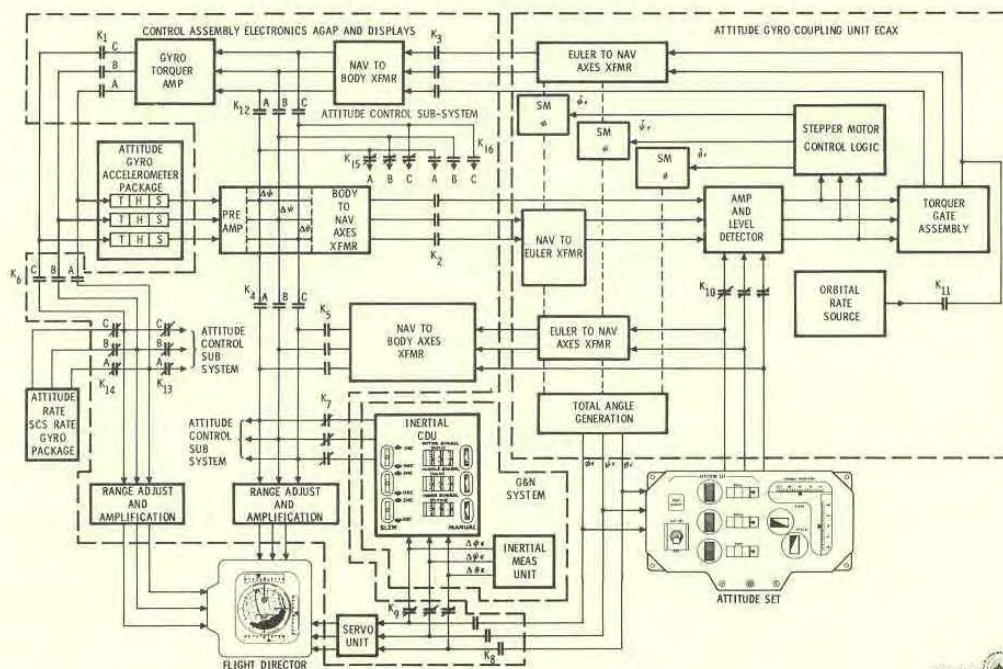 CONTROL ASSEMBLY ELECTRONICS AGAP AND DISPLAYS
ATTITUDE GYRO COUPLING UNIT ECAX
K1
C
B
A
GYRO TORQUER AMP
NAV TO BODY XFMR
K3
EULER TO NAV AXES XFMR
K12
A B C
ATTITUDE CONTROL SUB-SYSTEM
SM
ϕ
SM
SM
θ
STEPPER MOTOR CONTROL LOGIC
K15
A B C
K16
A B C
ATTITUDE GYRO ACCELEROMETER PACKAGE
T H S
T H S
T H S
PRE AMP
Δϕ
Δψ
Δθ
BODY TO NAV AXES XFMR
K2
NAV TO EULER XFMR
AMP AND LEVEL DETECTOR
TORQUER GATE ASSEMBLY
K6
C B A
K4
A B C
K5
NAV TO BODY AXES XFMR
EULER TO NAV AXES XFMR
K10
ORBITAL RATE SOURCE
K11
C
B
A
C
B
A
K14
K13
ATTITUDE CONTROL SUB SYSTEM
ATTITUDE RATE SCS RATE GYRO PACKAGE
ATTITUDE CONTROL SUB SYSTEM
K7
INERTIAL CDU
SLEW
MANUAL
TOTAL ANGLE GENERATION
G&N SYSTEM
RANGE ADJUST AND AMPLIFICATION
RANGE ADJUST AND AMPLIFICATION
INERTIAL MEAS UNIT
K9
SERVO UNIT
K8
ATTITUDE SET
FLIGHT DIRECTOR